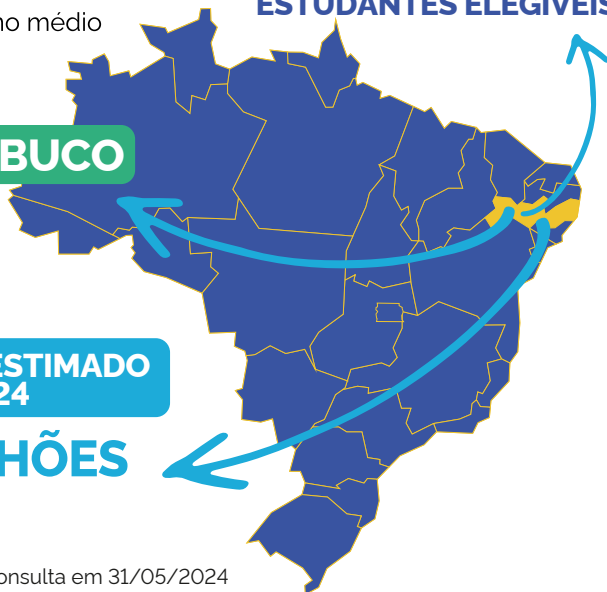 ESTUDANTES ELEGÍVEIS
no médio
BUCO
ESTIMADO
24
HÕES
onsulta em 31/05/2024